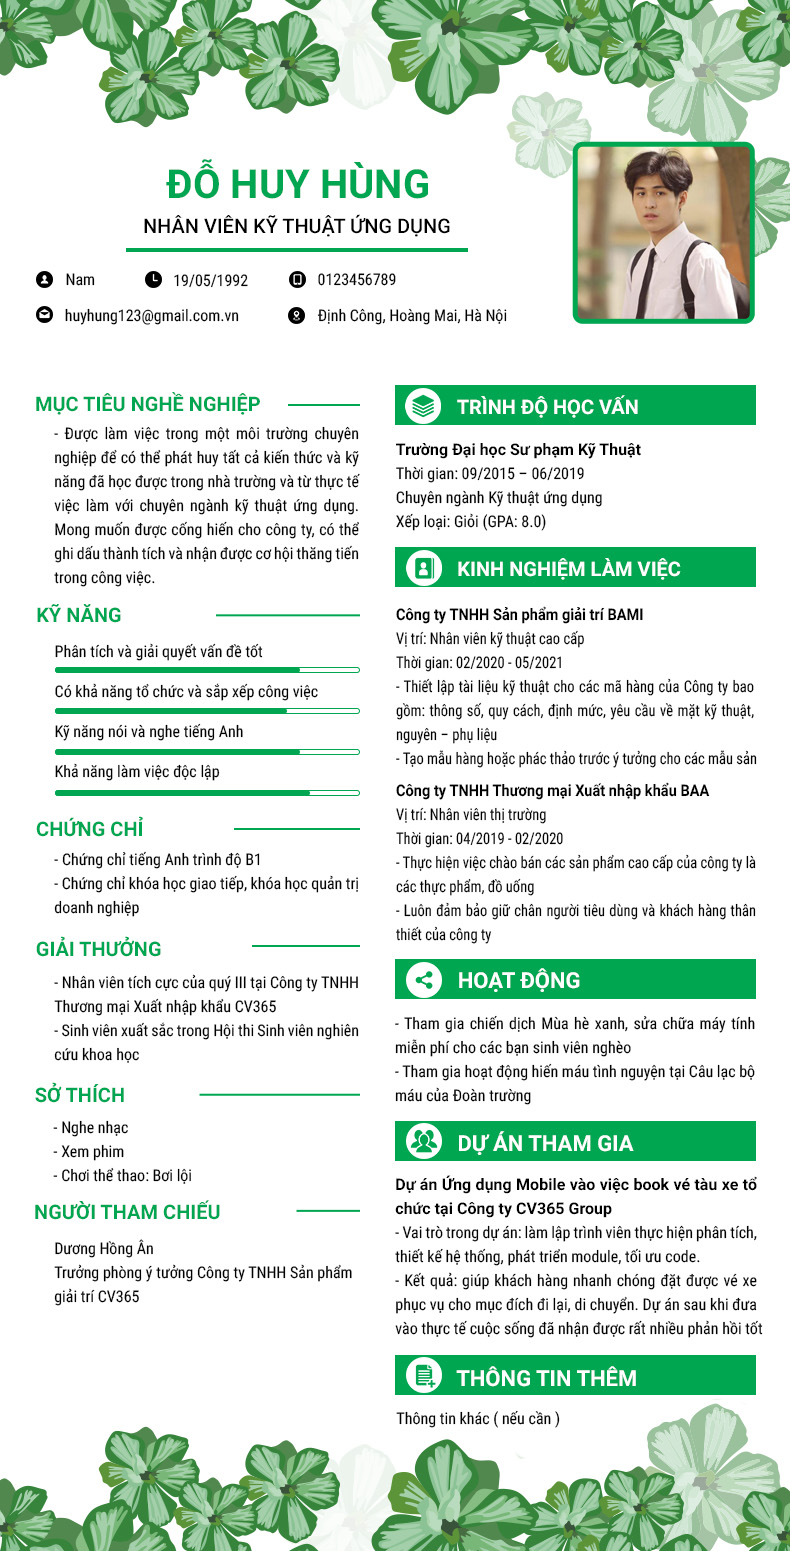 ĐỖ HUY HÙNG
NHÂN VIÊN KỸ THUẬT ỨNG DỤNG
Nam 19/05/1992 0123456789
huyhung123@gmail.com.vn Định Công, Hoàng Mai, Hà Nội
MỤC TIÊU NGHỀ NGHIỆP
- Được làm việc trong một môi trường chuyên
nghiệp để có thể phát huy tất cả kiến thức và kỹ
năng đã học được trong nhà trường và từ thực tế
việc làm với chuyên ngành kỹ thuật ứng dụng.
Mong muốn được cống hiến cho công ty, có thể
ghi dấu thành tích và nhận được cơ hội thăng tiến
trong công việc.
KỸ NĂNG
Phân tích và giải quyết vấn đề tốt
Có khả năng tổ chức và sắp xếp công việc
Kỹ năng nói và nghe tiếng Anh
Khả năng làm việc độc lập
CHỨNG CHỈ
- Chứng chỉ tiếng Anh trình độ B1
- Chứng chỉ khóa học giao tiếp, khóa học quản trị
doanh nghiệp
GIẢI THƯỞNG
- Nhân viên tích cực của quý III tại Công ty TNHH
Thương mại Xuất nhập khẩu CV365
- Sinh viên xuất sắc trong Hội thi Sinh viên nghiên
cứu khoa học
SỞ THÍCH
- Nghe nhạc
- Xem phim
- Chơi thể thao: Bơi lội
NGƯỜI THAM CHIẾU
Dương Hồng Ân
Trưởng phòng ý tưởng Công ty TNHH Sản phẩm
giải trí CV365
TRÌNH ĐỘ HỌC VẤN
Trường Đại học Sư phạm Kỹ Thuật
Thời gian: 09/2015 – 06/2019
Chuyên ngành Kỹ thuật ứng dụng
Xếp loại: Giỏi (GPA: 8.0)
KINH NGHIỆM LÀM VIỆC
Công ty TNHH Sản phẩm giải trí BAMI
Vị trí: Nhân viên kỹ thuật cao cấp
Thời gian: 02/2020 - 05/2021
- Thiết lập tài liệu kỹ thuật cho các mã hàng của Công ty bao
gồm: thông số, quy cách, định mức, yêu cầu về mặt kỹ thuật,
nguyên – phụ liệu
- Tạo mẫu hàng hoặc phác thảo trước ý tưởng cho các mẫu sản
Công ty TNHH Thương mại Xuất nhập khẩu BAA
Vị trí: Nhân viên thị trường
Thời gian: 04/2019 - 02/2020
- Thực hiện việc chào bán các sản phẩm cao cấp của công ty là
các thực phẩm, đồ uống
- Luôn đảm bảo giữ chân người tiêu dùng và khách hàng thân
thiết của công ty
HOẠT ĐỘNG
- Tham gia chiến dịch Mùa hè xanh, sửa chữa máy tính
miễn phí cho các bạn sinh viên nghèo
- Tham gia hoạt động hiến máu tình nguyện tại Câu lạc bộ
máu của Đoàn trường
DỰ ÁN THAM GIA
Dự án Ứng dụng Mobile vào việc book vé tàu xe tổ
chức tại Công ty CV365 Group
- Vai trò trong dự án: làm lập trình viên thực hiện phân tích,
thiết kế hệ thống, phát triển module, tối ưu code.
- Kết quả: giúp khách hàng nhanh chóng đặt được vé xe
phục vụ cho mục đích đi lại, di chuyển. Dự án sau khi đưa
vào thực tế cuộc sống đã nhận được rất nhiều phản hồi tốt
THÔNG TIN THÊM
Thông tin khác ( nếu cần )